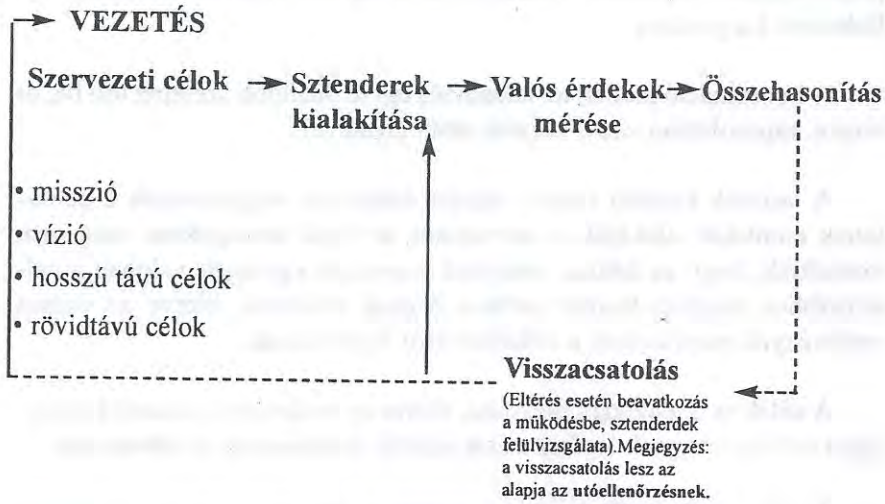 VEZETÉS
Szervezeti célok Sztenderek Valós érdekek Összehasonítás
kialakítása mérése
• misszió
• vízió
• hosszú távú célok
• rövidtávú célok
Visszacsatolás
(Eltérés esetén beavatkozás
a működésbe, sztenderdek
felülvizsgálata).Megjegyzés:
a visszacsatolás lesz az
alapja az utóellenőrzésnek.